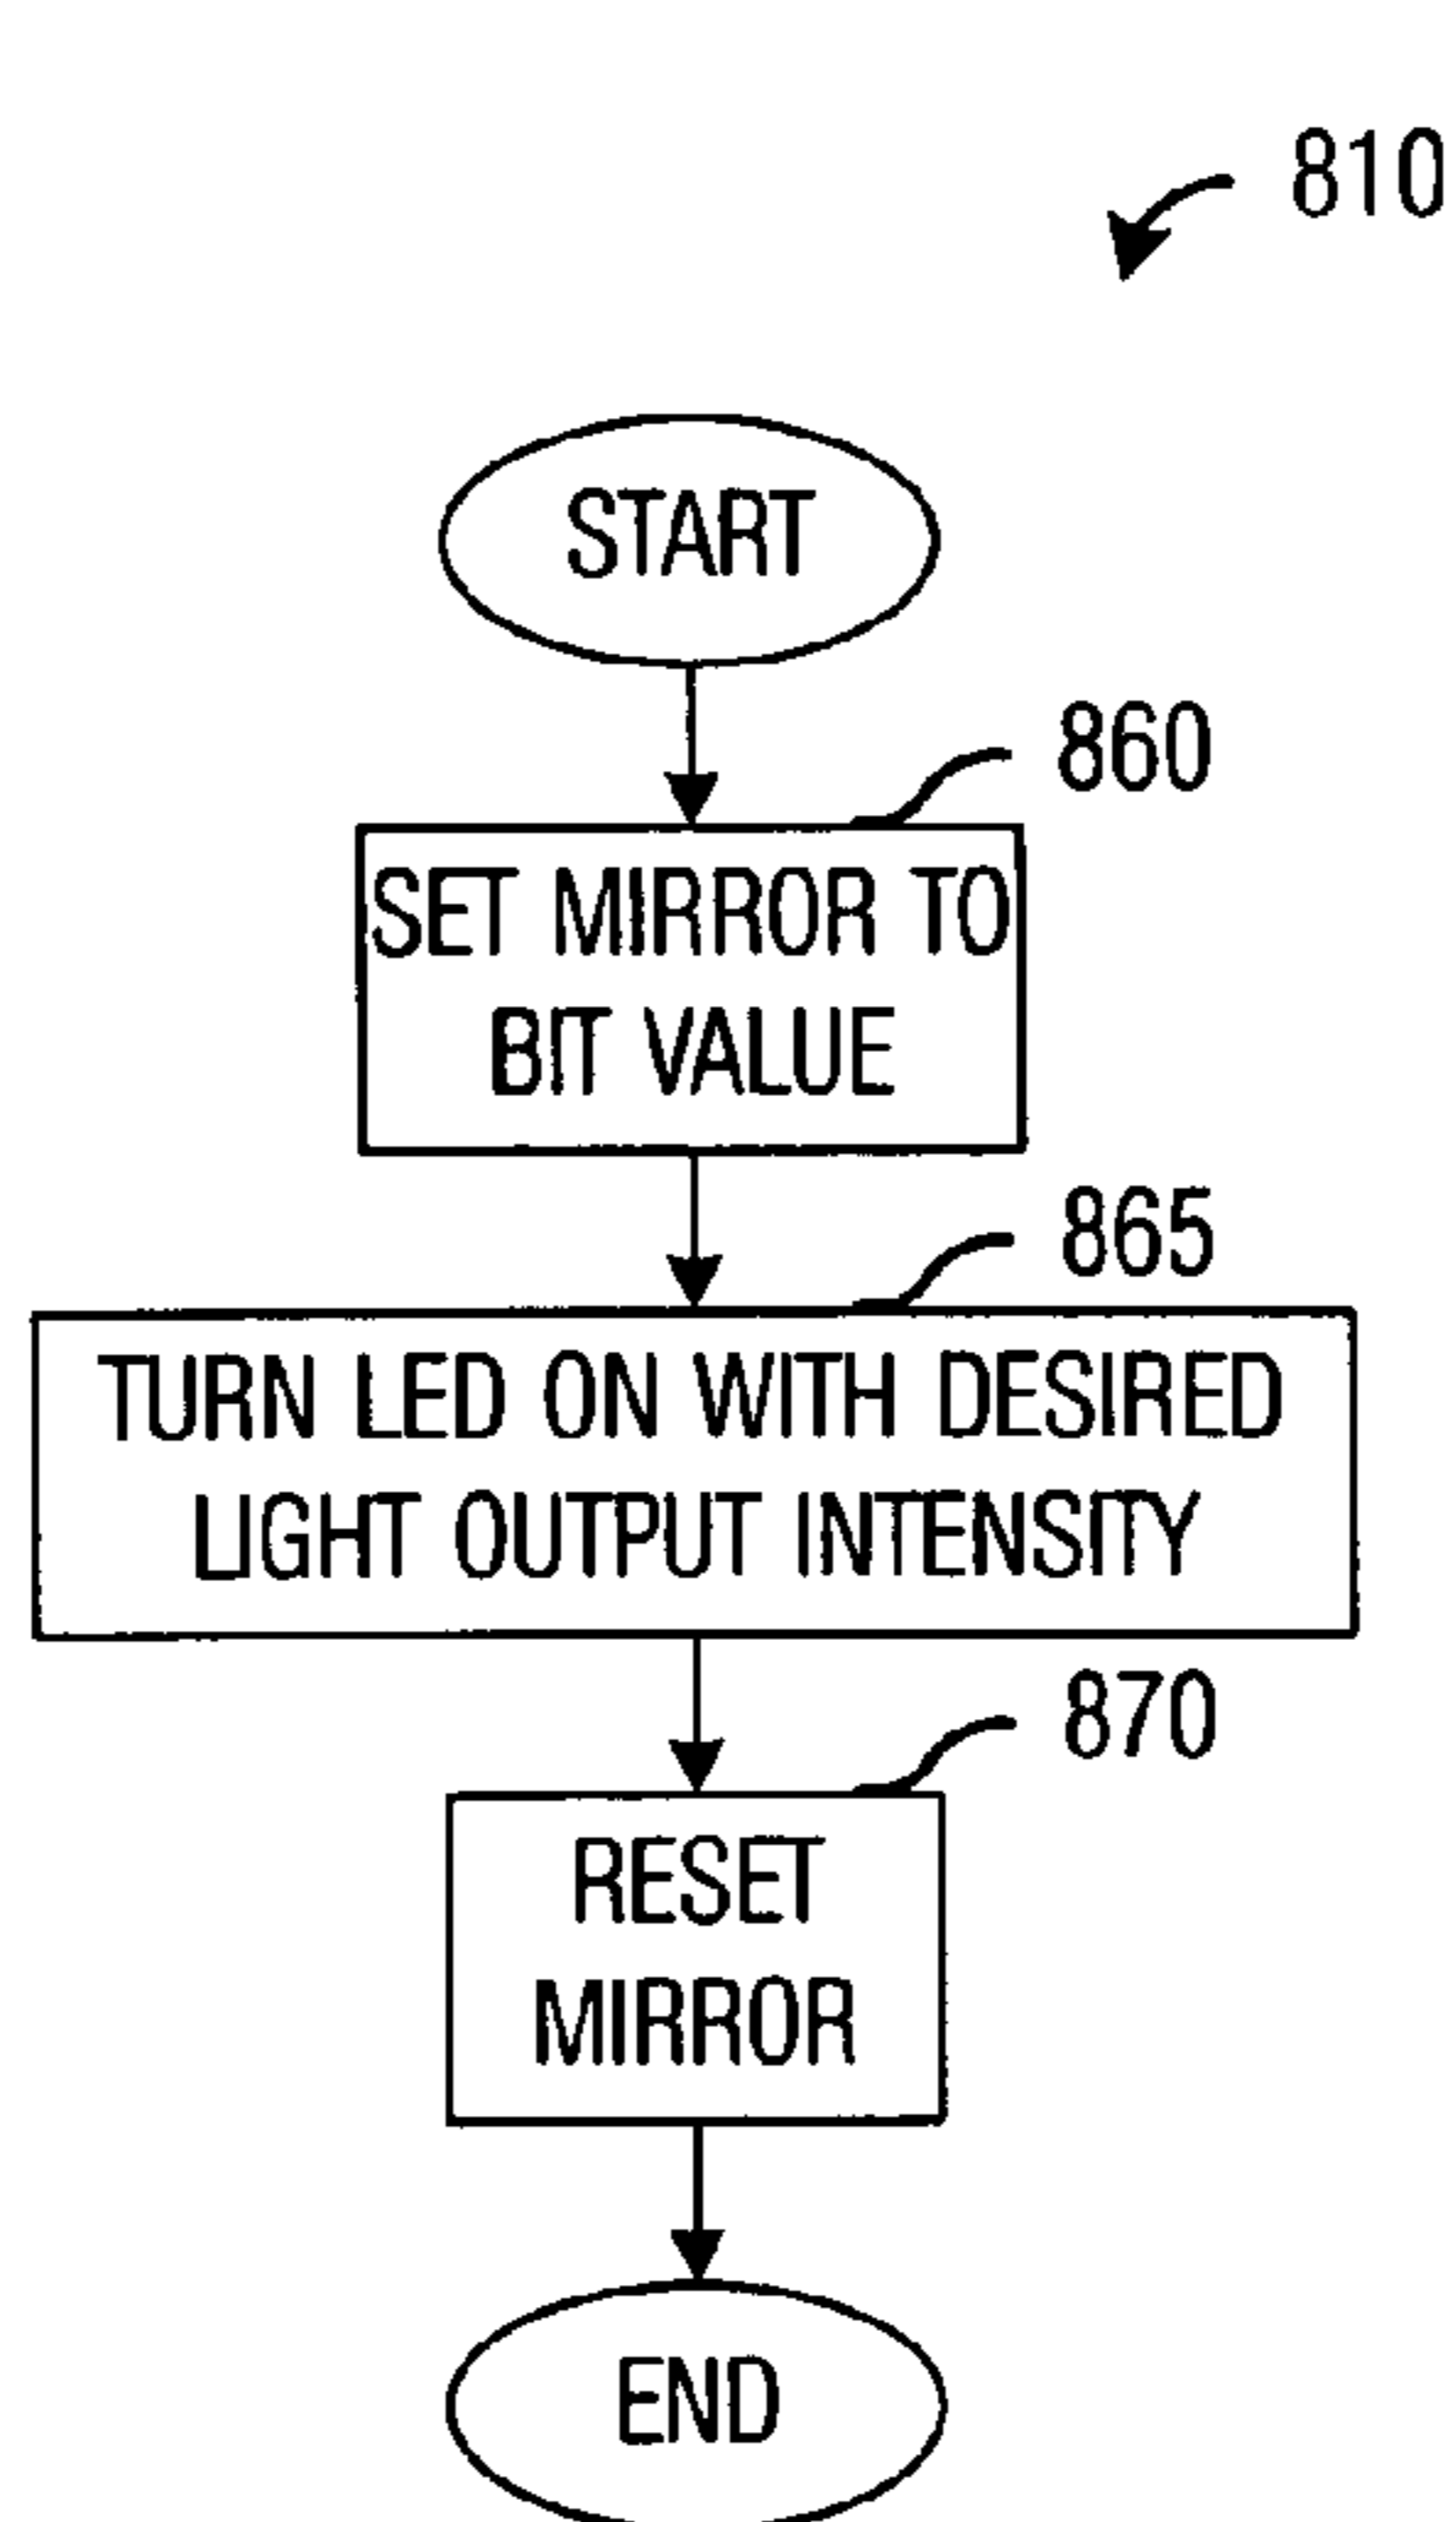 810
START
860
SET MIRROR TO
BIT VALUE
865
TURN LED ON WITH DESIRED
LIGHT OUTPUT INTENSITY
870
RESET
MIRROR
END